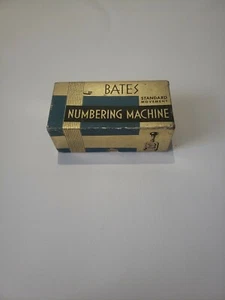 BATES
STANDARD
MOVEMENT
NUMBERING MACHINE